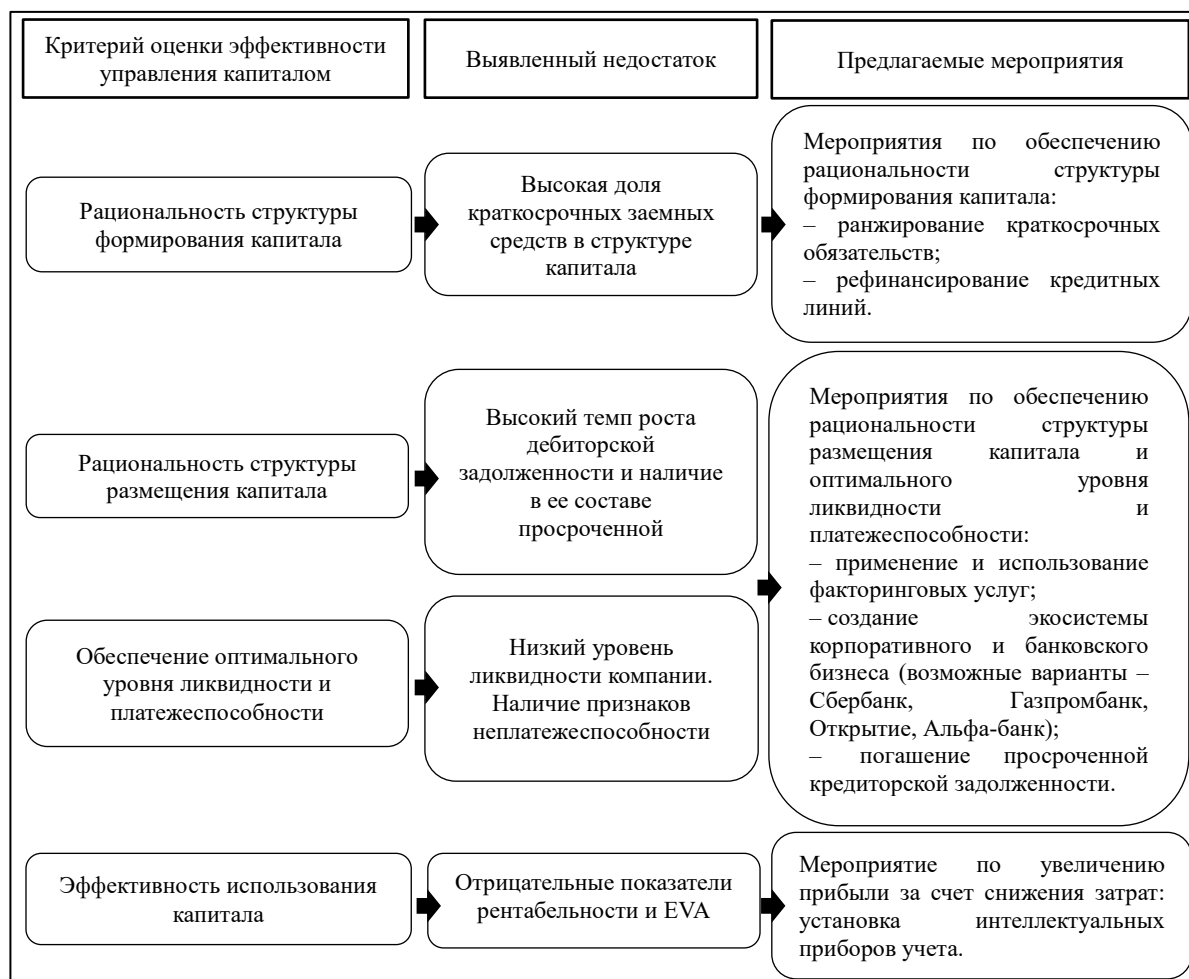 Критерий оценки эффективности
управления капиталом
Выявленный недостаток
Предлагаемые мероприятия
Рациональность структуры
формирования капитала
Высокая доля
краткосрочных заемных
средств в структуре
капитала
Мероприятия по обеспечению
рациональности структуры
формирования капитала:
– ранжирование краткосрочных
обязательств;
– рефинансирование кредитных
линий.
Рациональность структуры
размещения капитала
Высокий темп роста
дебиторской
задолженности и наличие
в ее составе
просроченной
Обеспечение оптимального
уровня ликвидности и
платежеспособности
Низкий уровень
ликвидности компании.
Наличие признаков
неплатежеспособности
Мероприятия по обеспечению
рациональности структуры
размещения капитала и
оптимального уровня
ликвидности и
платежеспособности:
– применение и использование
факторинговых услуг;
– создание экосистемы
корпоративного и банковского
бизнеса (возможные варианты –
Сбербанк, Газпромбанк,
Открытие, Альфа-банк);
– погашение просроченной
кредиторской задолженности.
Эффективность использования
капитала
Отрицательные показатели
рентабельности и EVA
Мероприятие по увеличению
прибыли за счет снижения затрат:
установка интеллектуальных
приборов учета.